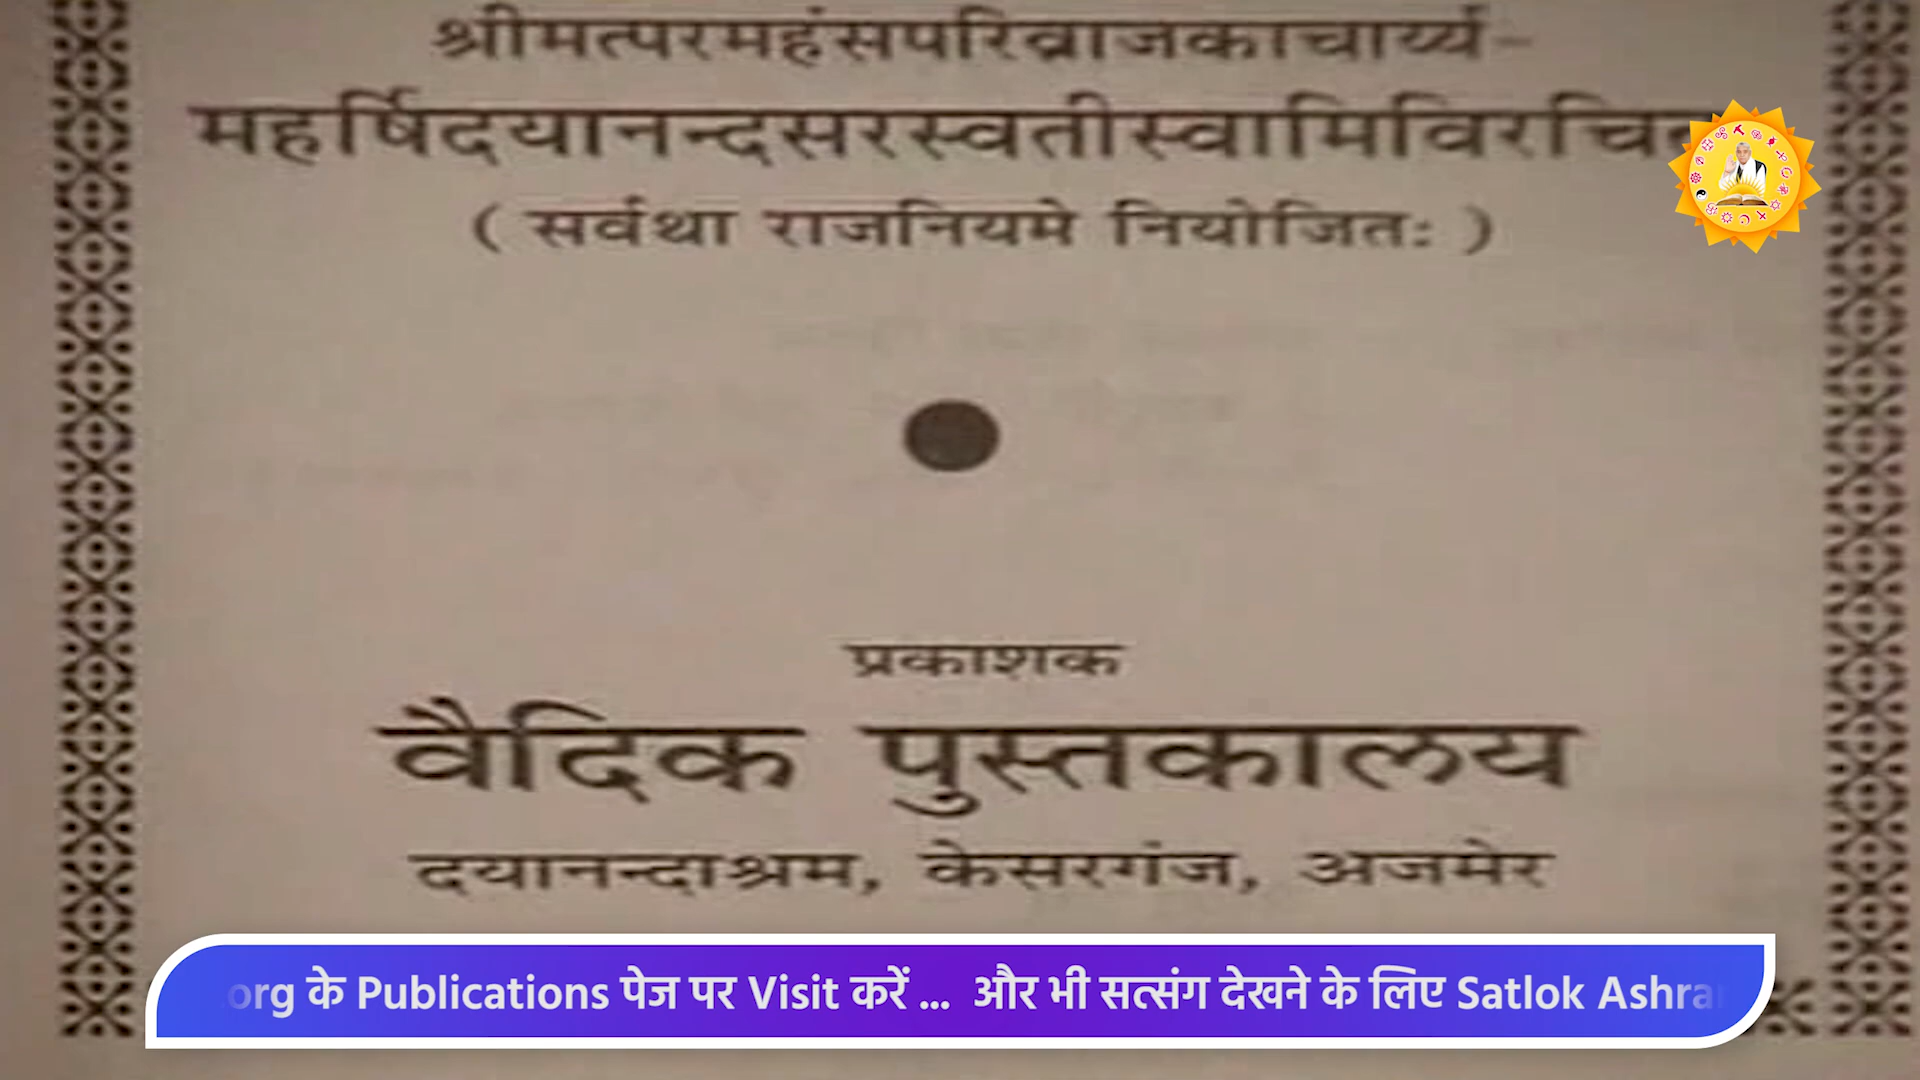 श्रीमत्परमहंसपरिव्राजकाचार्य्य-
महर्षिदयानन्दसरस्वतीस्वामिविरचित
( सर्वथा राजनियमे नियोजितः )
प्रकाशक
वैदिक पुस्तकालय
दयानन्दाश्रम, केसरगंज, अजमेर
.org के Publications पेज पर Visit करें ... और भी सत्संग देखने के लिए Satlok Ashra